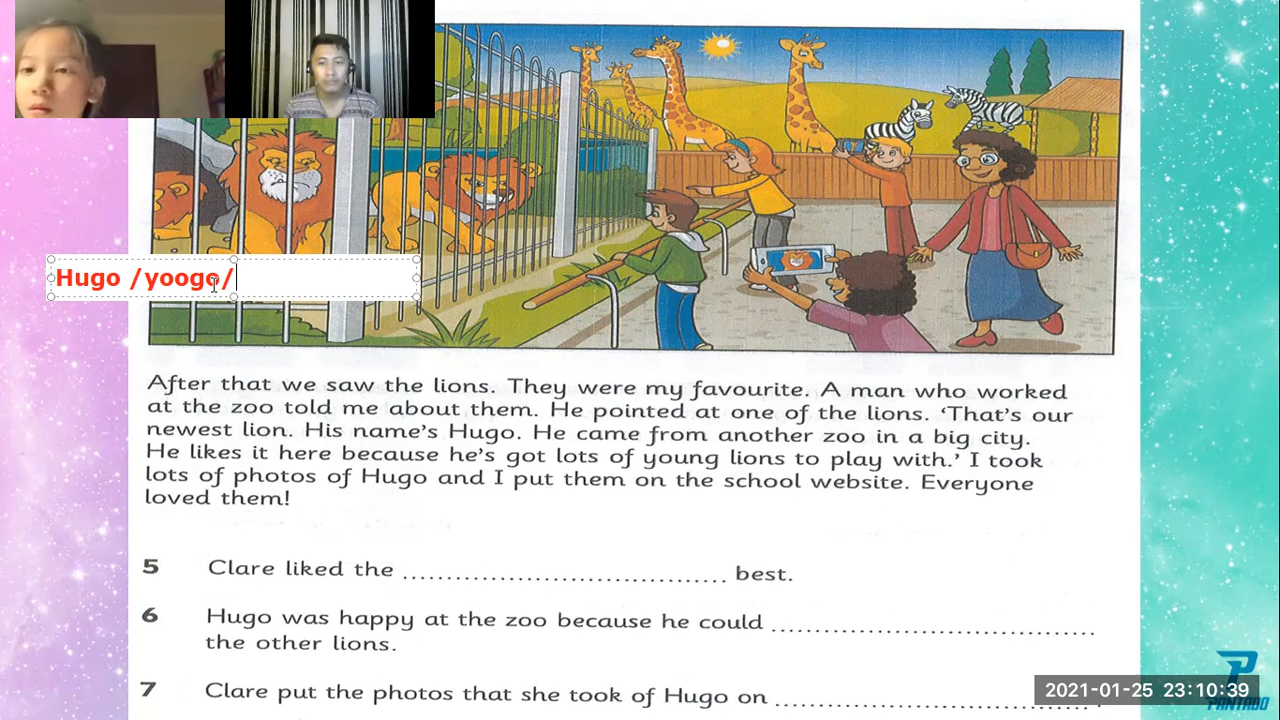 Hugo /yoogo/
After that we saw the lions. They were my favourite. A man who worked
at the zoo told me about them. He pointed at one of the lions. ‘That’s our
newest lion. His name’s Hugo. He came from another zoo in a big city.
He likes it here because he’s got lots of young lions to play with.’ I took
lots of photos of Hugo and I put them on the school website. Everyone
loved them!
5 Clare liked the ................................................ best.
6 Hugo was happy at the zoo because he could ................................................
the other lions.
7 Clare put the photos that she took of Hugo on ................................................ .
2021-01-25 23:10:39
PANTADO